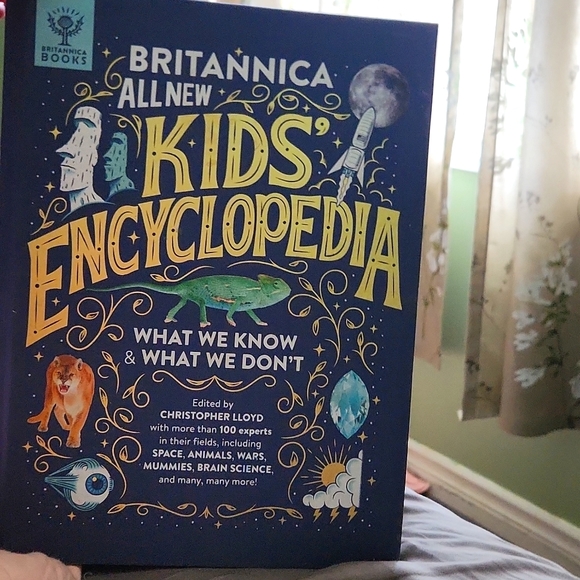 BRITANNICA
BOOKS
BRITANNICA
ALL NEW
KIDS'
ENCYCLOPEDIA
WHAT WE KNOW
& WHAT WE DON'T
Edited by
CHRISTOPHER LLOYD
with more than 100 experts
in their fields, including
SPACE, ANIMALS, WARS,
MUMMIES, BRAIN SCIENCE,
and many, many more!